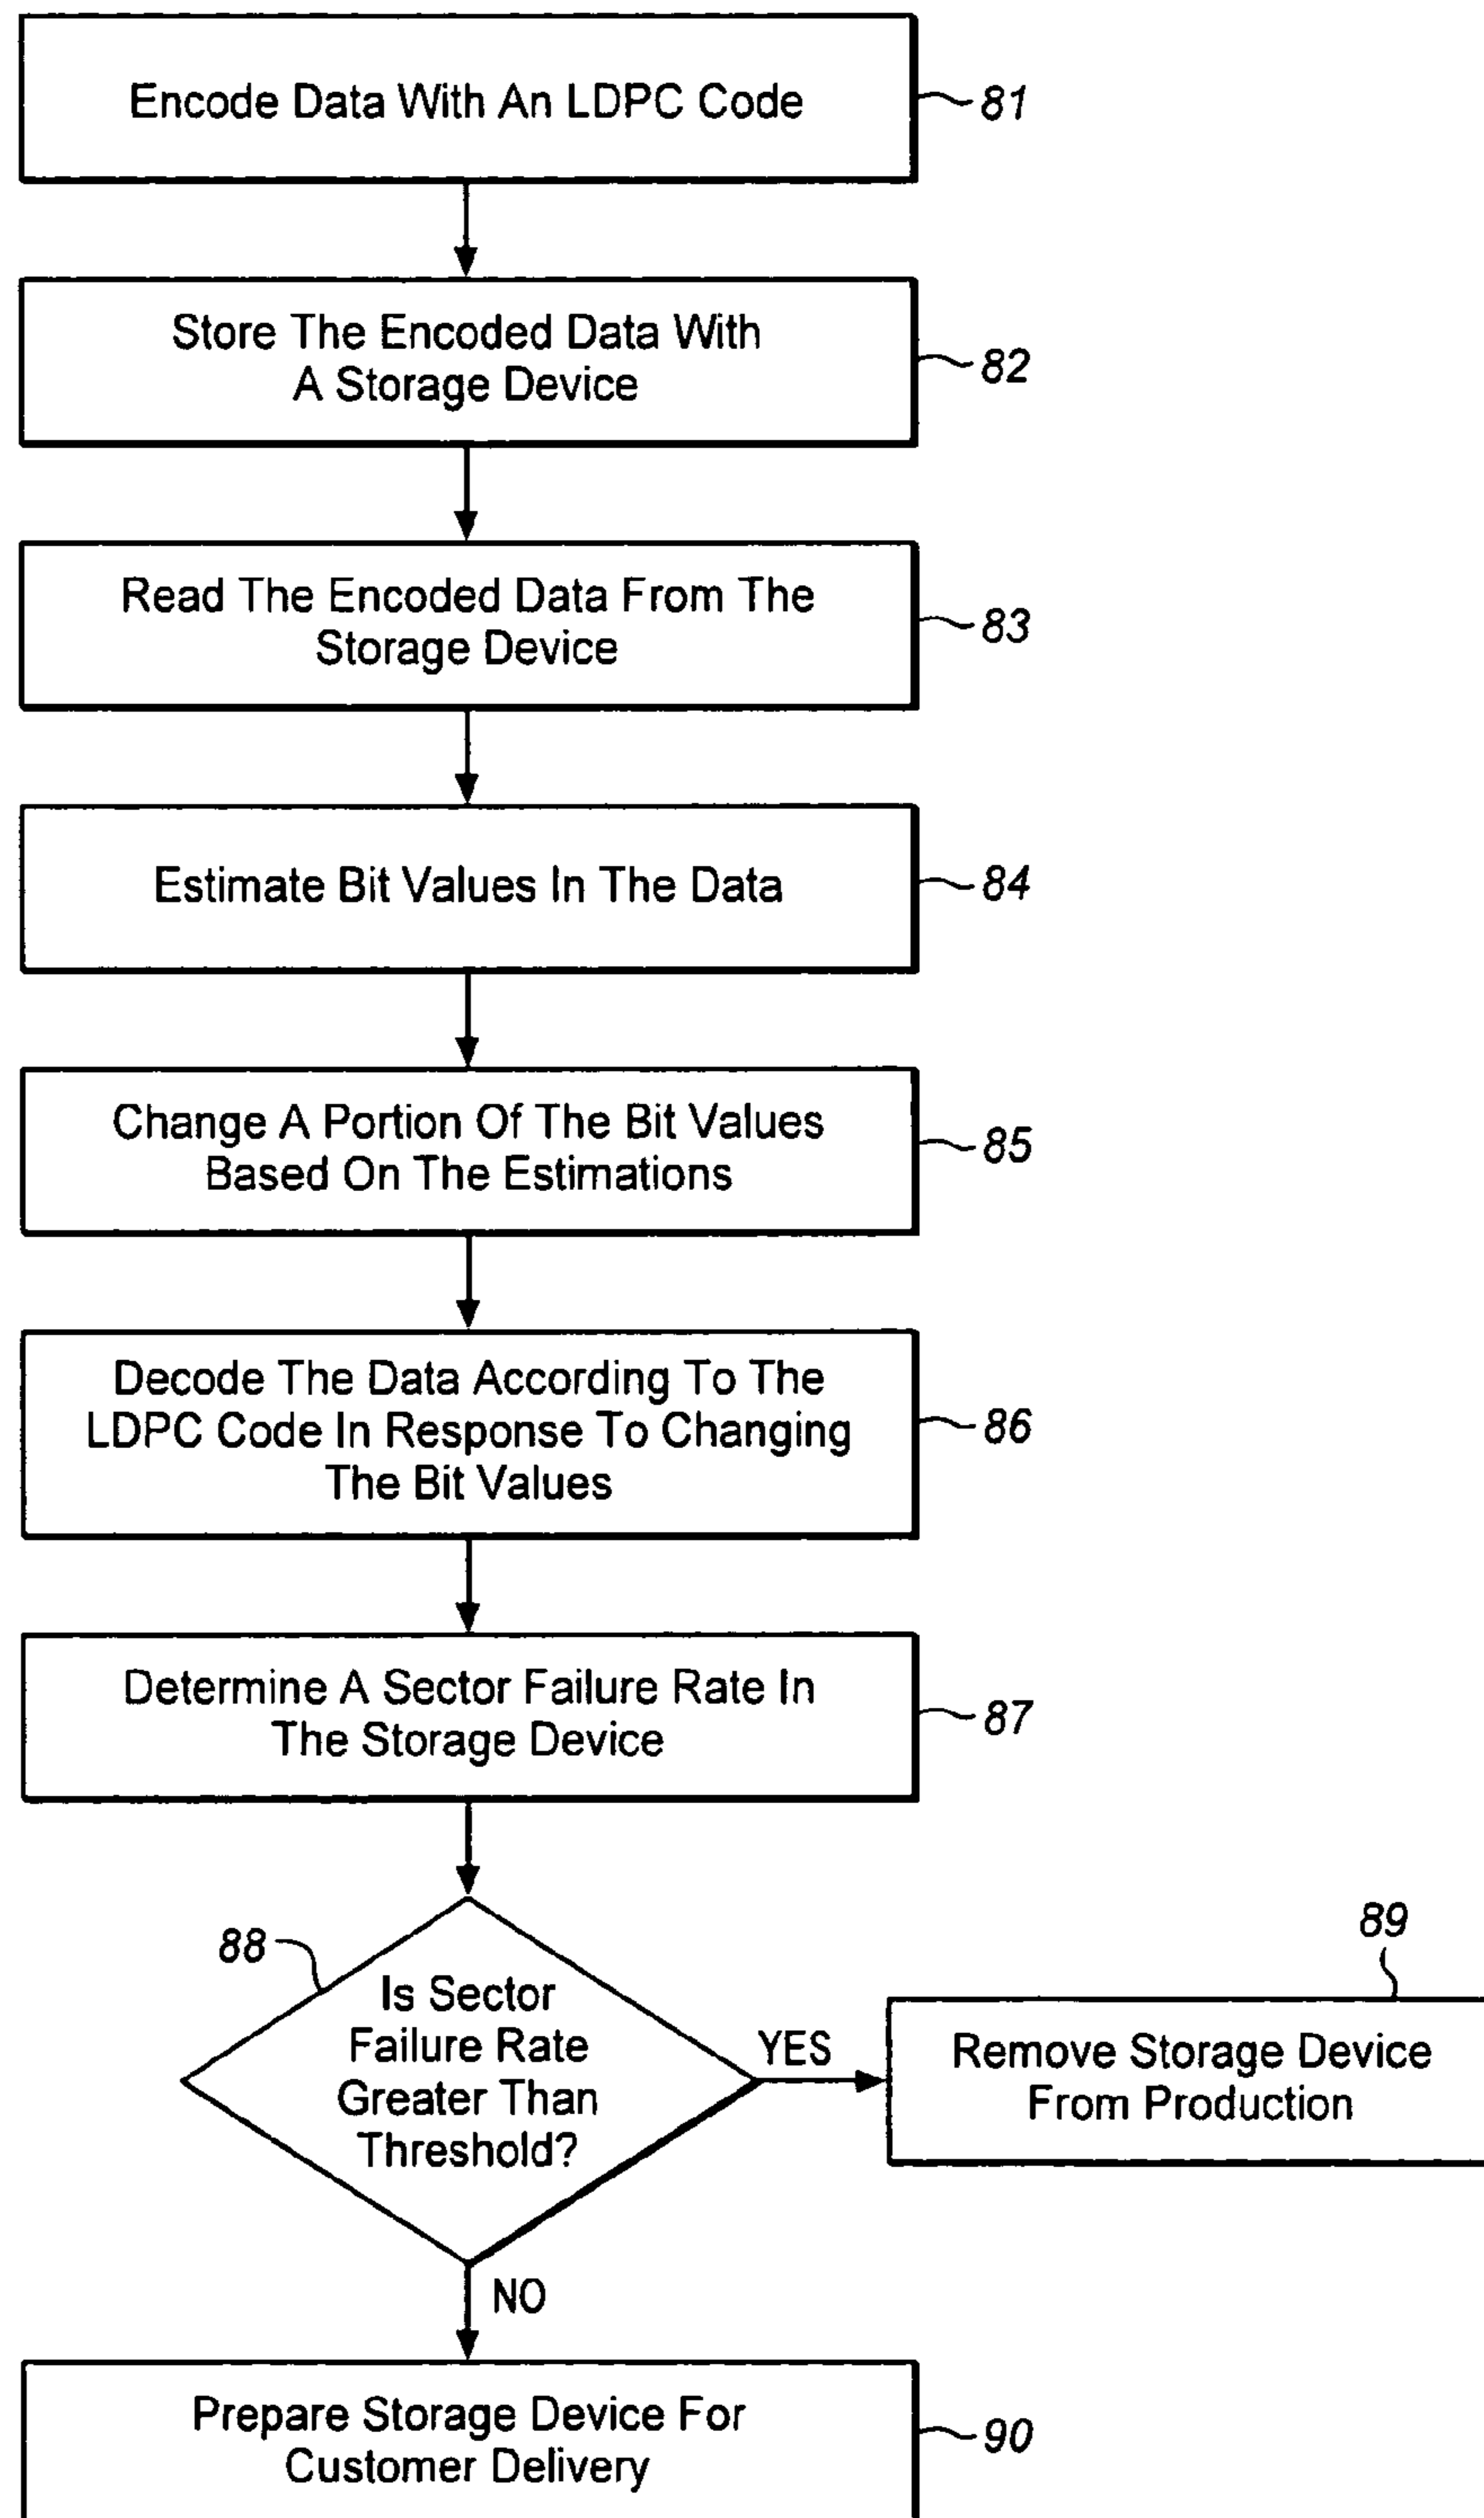 Encode Data With An LDPC Code
81
Store The Encoded Data With
A Storage Device
82
Read The Encoded Data From The
Storage Device
83
Estimate Bit Values In The Data
84
Change A Portion Of The Bit Values
Based On The Estimations
85
Decode The Data According To The
LDPC Code In Response To Changing
The Bit Values
86
Determine A Sector Failure Rate In
The Storage Device
87
88
Is Sector
Failure Rate
Greater Than
Threshold?
YES
89
Remove Storage Device
From Production
NO
Prepare Storage Device For
Customer Delivery
90